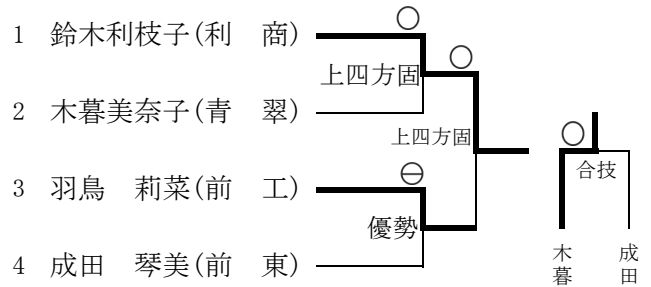 1 鈴木利枝子(利 商)
上四方固
2 木暮美奈子(青 翠)
上四方固
3 羽鳥 莉菜(前 工)
優勢
4 成田 琴美(前 東)
合技
木暮
成田